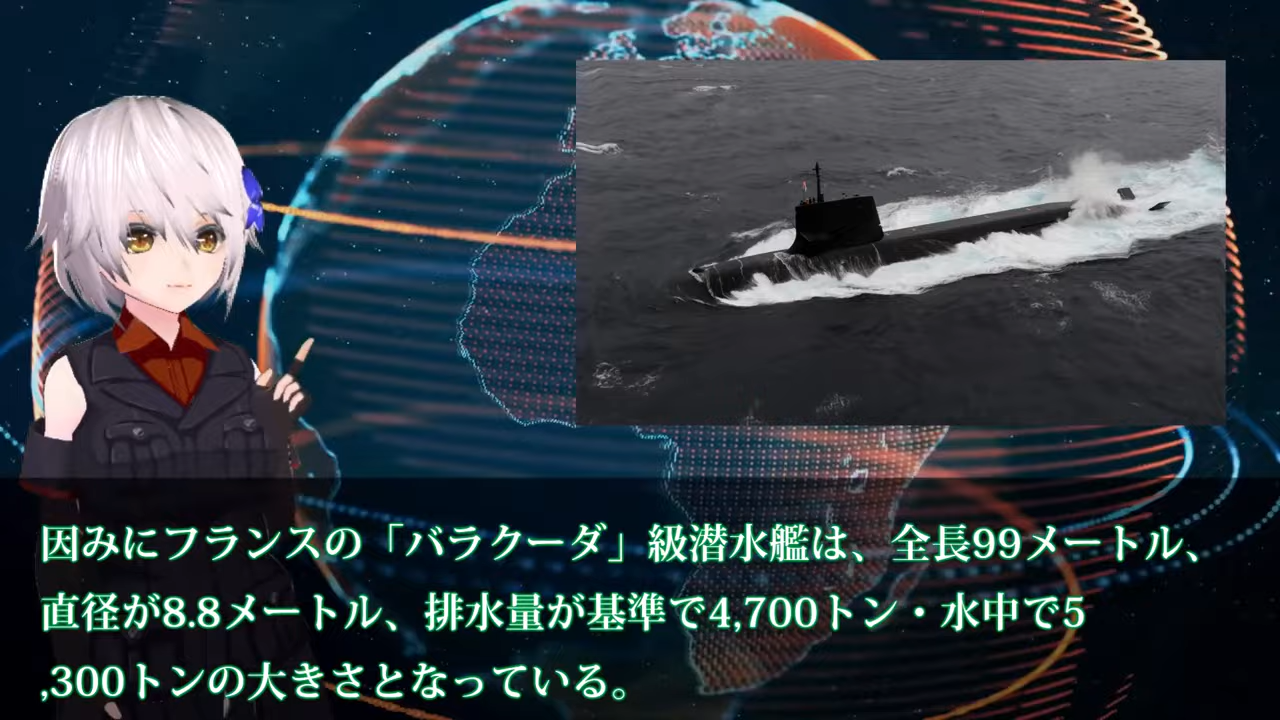 因みにフランスの「バラクーダ」級潜水艦は、全長99メートル、
直径が8.8メートル、排水量が基準で4,700トン・水中で5
,300トンの大きさとなっている。